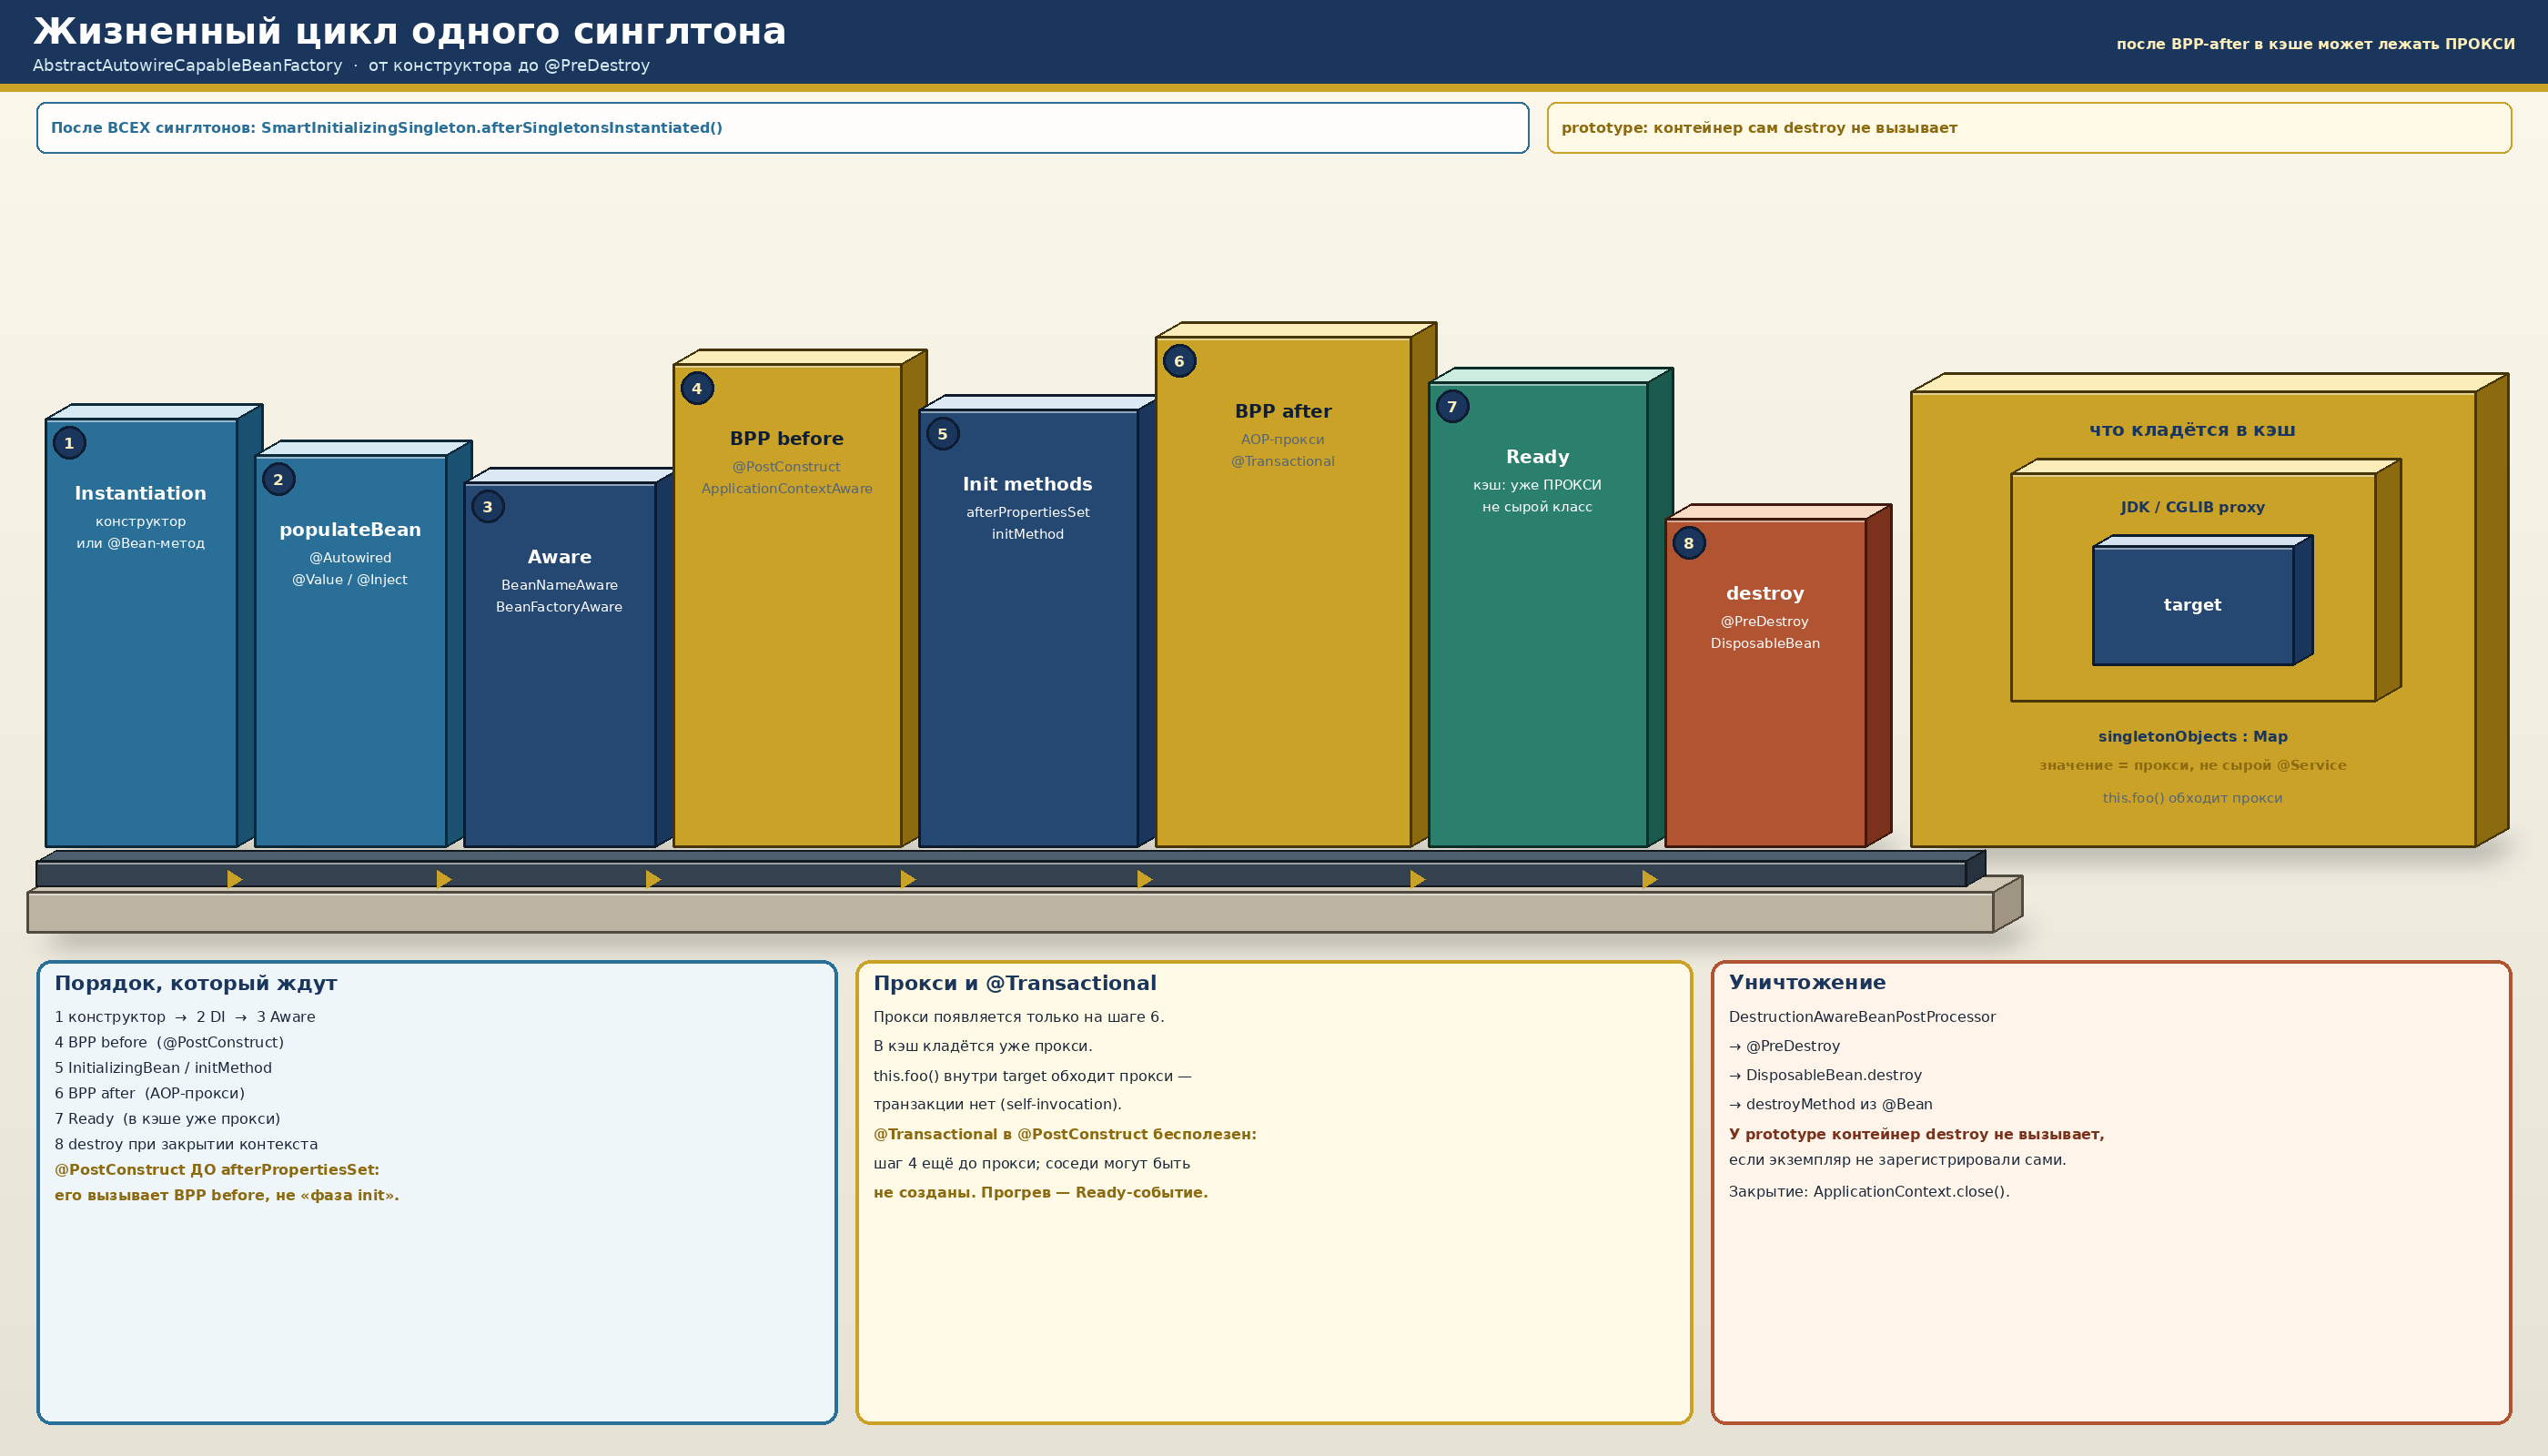 Жизненный цикл одного синглтона
AbstractAutowireCapableBeanFactory · от конструктора до @PreDestroy
после BPP-after в кэше может лежать ПРОКСИ
После ВСЕХ синглтонов: SmartInitializingSingleton.afterSingletonsInstantiated()
prototype: контейнер сам destroy не вызывает
1
Instantiation
конструктор
или @Bean-метод
2
populateBean
@Autowired
@Value / @Inject
3
Aware
BeanNameAware
BeanFactoryAware
4
BPP before
@PostConstruct
ApplicationContextAware
5
Init methods
afterPropertiesSet
initMethod
6
BPP after
AOP-прокси
@Transactional
7
Ready
кэш: уже ПРОКСИ
не сырой класс
8
destroy
@PreDestroy
DisposableBean
что кладётся в кэш
JDK / CGLIB proxy
target
singletonObjects : Map
значение = прокси, не сырой @Service
this.foo() обходит прокси
Порядок, который ждут
1 конструктор → 2 DI → 3 Aware
4 BPP before (@PostConstruct)
5 InitializingBean / initMethod
6 BPP after (AOP-прокси)
7 Ready (в кэше уже прокси)
8 destroy при закрытии контекста
@PostConstruct ДО afterPropertiesSet:
его вызывает BPP before, не «фаза init».
Прокси и @Transactional
Прокси появляется только на шаге 6.
В кэш кладётся уже прокси.
this.foo() внутри target обходит прокси —
транзакции нет (self-invocation).
@Transactional в @PostConstruct бесполезен:
шаг 4 ещё до прокси; соседи могут быть
не созданы. Прогрев — Ready-событие.
Уничтожение
DestructionAwareBeanPostProcessor
→ @PreDestroy
→ DisposableBean.destroy
→ destroyMethod из @Bean
У prototype контейнер destroy не вызывает,
если экземпляр не зарегистрировали сами.
Закрытие: ApplicationContext.close().